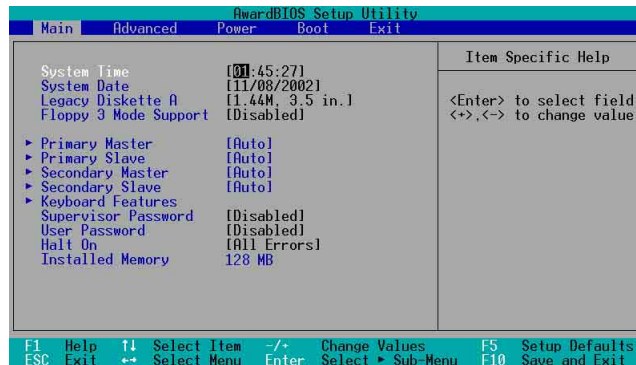 AwardBIOS Setup Utility
Main Advanced Power Boot Exit
Item Specific Help
System Time [01:45:27]
System Date [11/08/2002]
Legacy Diskette A [1.44M, 3.5 in.]
Floppy 3 Mode Support [Disabled]
<Enter> to select field
<+>,<-> to change value
▶ Primary Master [Auto]
▶ Primary Slave [Auto]
▶ Secondary Master [Auto]
▶ Secondary Slave [Auto]
▶ Keyboard Features
Supervisor Password [Disabled]
User Password [Disabled]
Halt On [All Errors]
Installed Memory 128 MB
F1 Help ↑↓ Select Item -/+ Change Values F5 Setup Defaults
ESC Exit ←→ Select Menu Enter Select ▶ Sub-Menu F10 Save and Exit